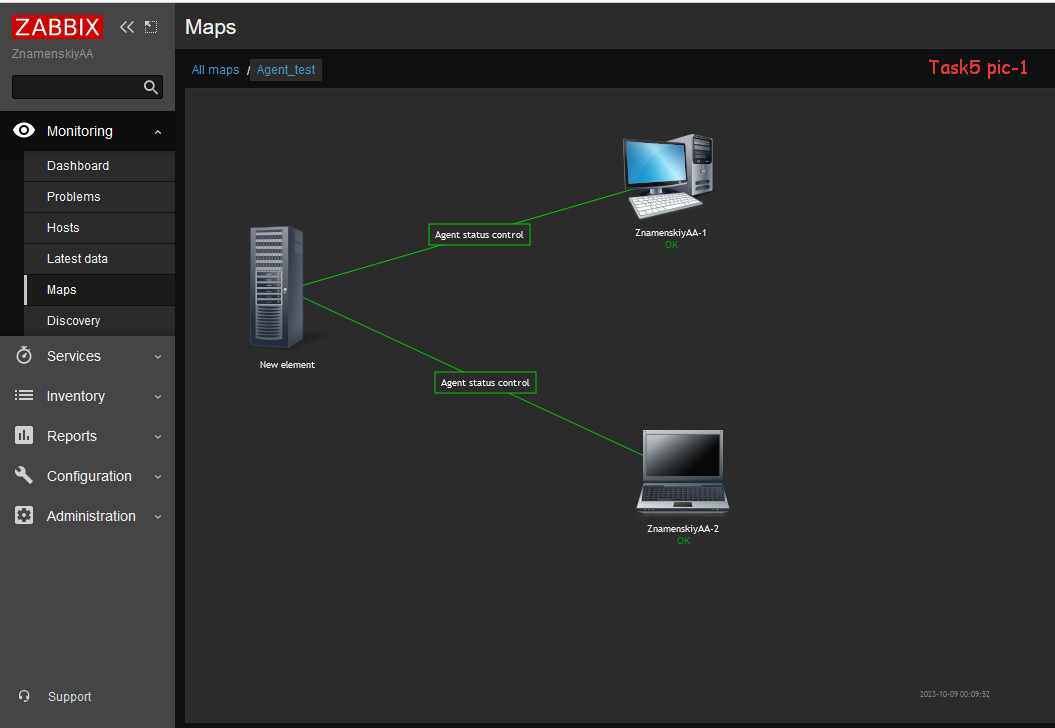 ZABBIX
ZnamenskiyAA
Monitoring
Dashboard
Problems
Hosts
Latest data
Maps
Discovery
Services
Inventory
Reports
Configuration
Administration
Support
Maps
All maps / Agent_test
Task5 pic-1
ZnamenskiyAA-1
OK
Agent status control
New element
Agent status control
ZnamenskiyAA-2
OK
2023-10-09 00:09:52